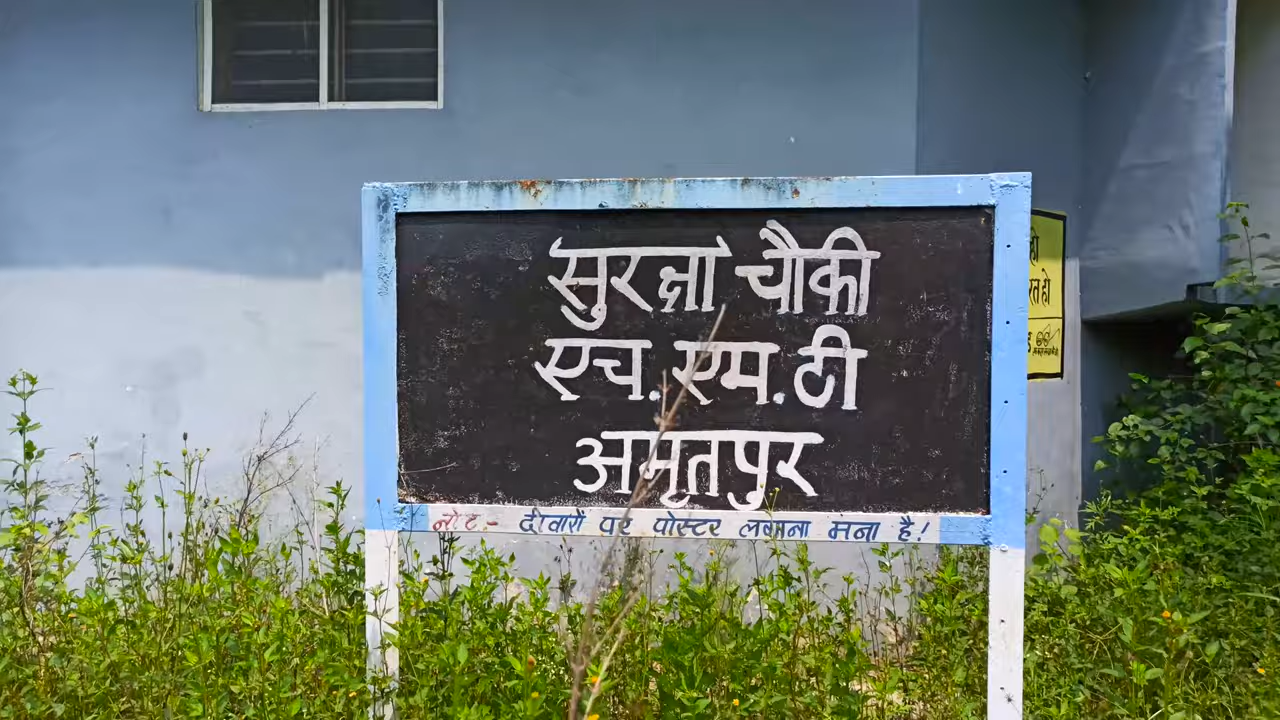 सुरक्षा चौकी
एच. एम. ठी
अमृतपुर
नोट:- दीवारों पर पोस्टर लगाना मना है!
हो